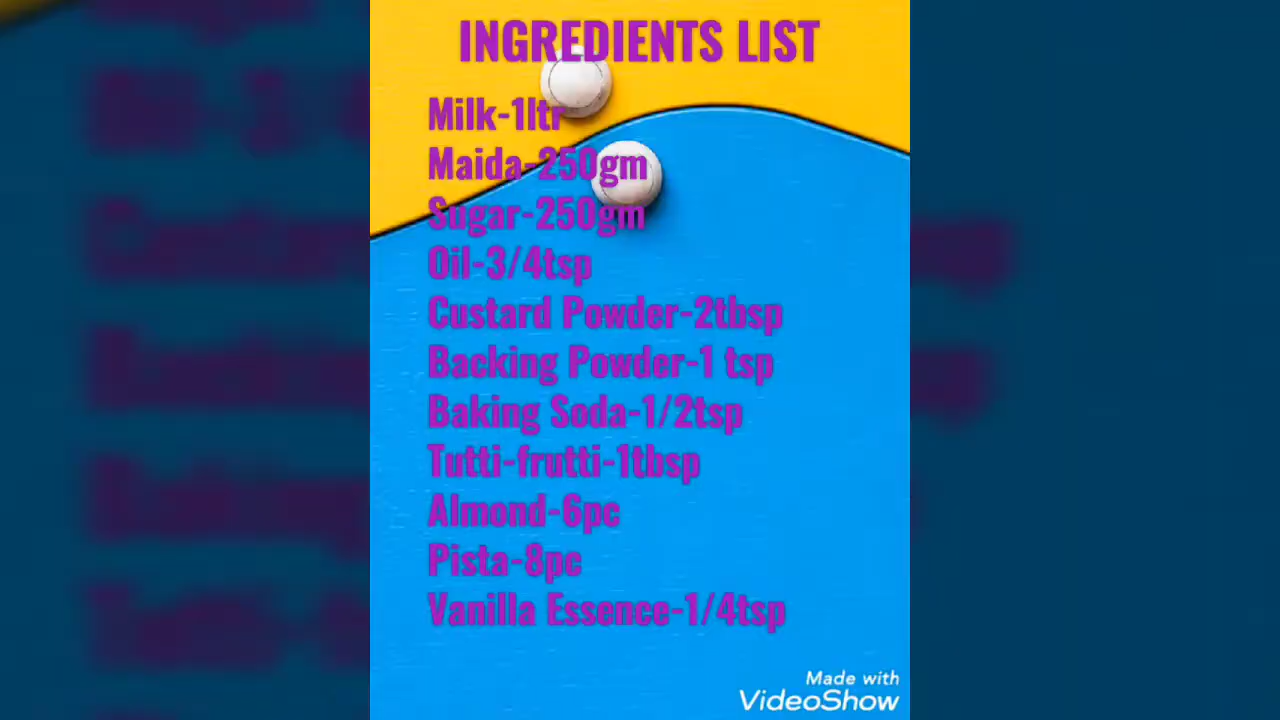 INGREDIENTS LIST
Milk-1ltr
Maida-250gm
Sugar-250gm
Oil-3/4tsp
Custard Powder-2tbsp
Backing Powder-1 tsp
Baking Soda-1/2tsp
Tutti-frutti-1tbsp
Almond-6pc
Pista-8pc
Vanilla Essence-1/4tsp
Made with
VideoShow